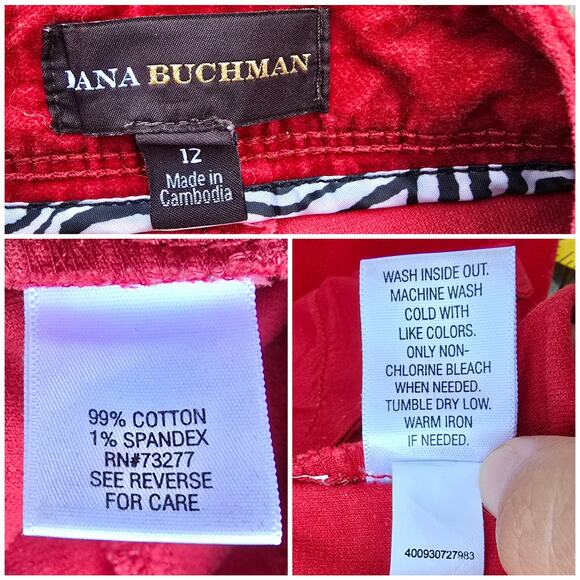 DANA BUCHMAN
12
Made in
Cambodia
99% COTTON
1% SPANDEX
RN#73277
SEE REVERSE
FOR CARE
WASH INSIDE OUT.
MACHINE WASH
COLD WITH
LIKE COLORS.
ONLY NON-
CHLORINE BLEACH
WHEN NEEDED.
TUMBLE DRY LOW.
WARM IRON
IF NEEDED.
400930727983